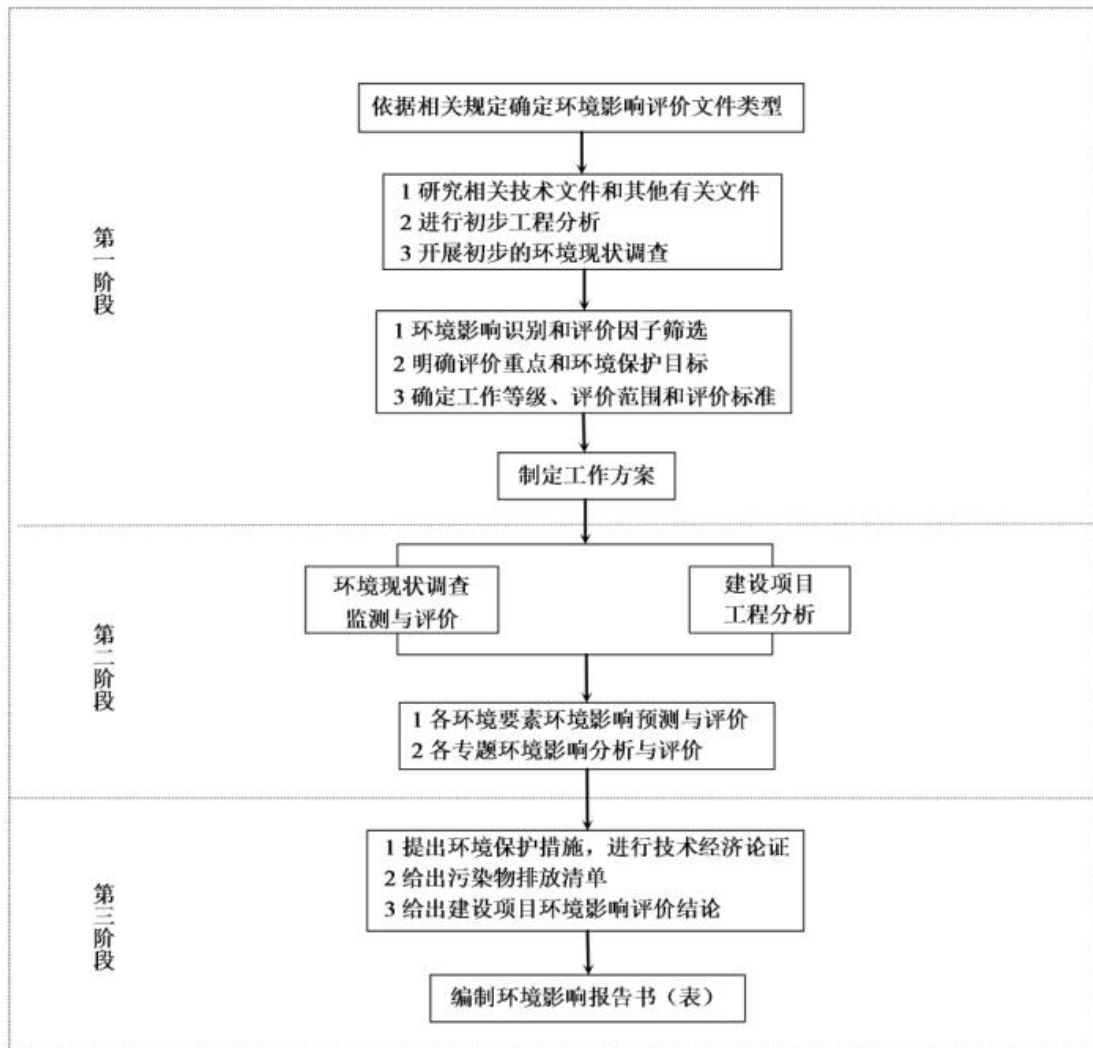 依据相关规定确定环境影响评价文件类型
1 研究相关技术文件和其他有关文件
2 进行初步工程分析
3 开展初步的环境现状调查
第一阶段
1 环境影响识别和评价因子筛选
2 明确评价重点和环境保护目标
3 确定工作等级、评价范围和评价标准
制定工作方案
环境现状调查
监测与评价
建设项目
工程分析
第二阶段
1 各环境要素环境影响预测与评价
2 各专题环境影响分析与评价
1 提出环境保护措施，进行技术经济论证
2 给出污染物排放清单
3 给出建设项目环境影响评价结论
第三阶段
编制环境影响报告书（表）